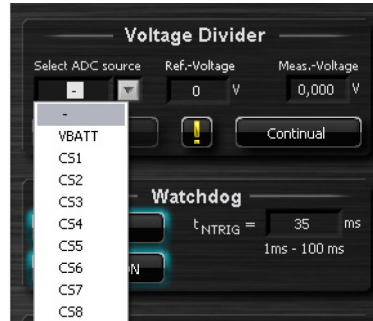 Voltage Divider
Select ADC source Ref.-Voltage Meas.-Voltage
- 0 V 0,000 V
-
VBATT
! Continual
CS1
CS2
CS3
Watchdog
CS4
tNTRIG = 35 ms
CS5
1ms - 100 ms
CS6
N
CS7
CS8